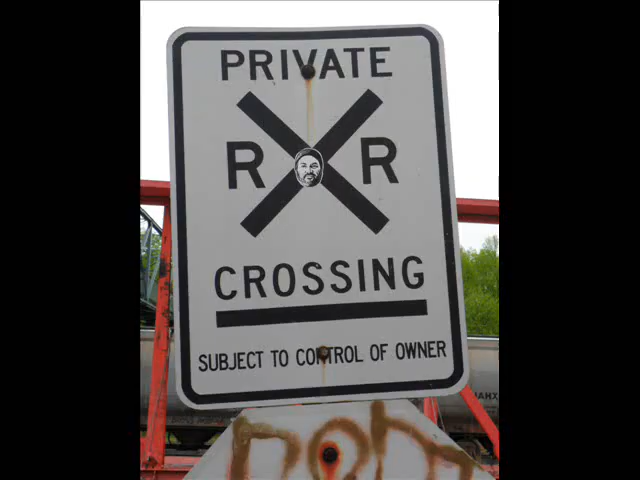 PRIVATE
R R
CROSSING
SUBJECT TO CONTROL OF OWNER